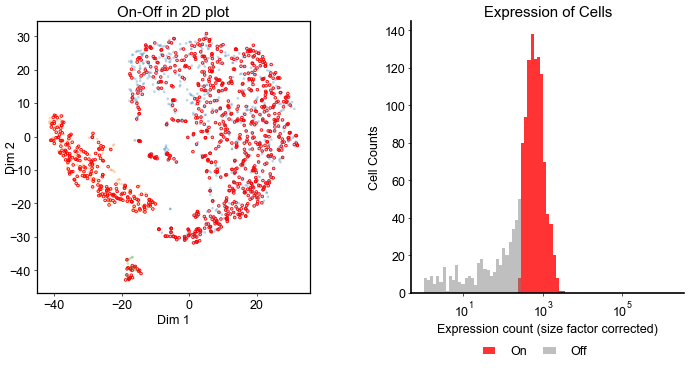 On-Off in 2D plot
30
20
10
0
−10
−20
−30
−40
Dim 2
−40 −20 0 20
Dim 1
Expression of Cells
140
120
100
80
60
40
20
0
Cell Counts
10^1 10^3 10^5
Expression count (size factor corrected)
On Off